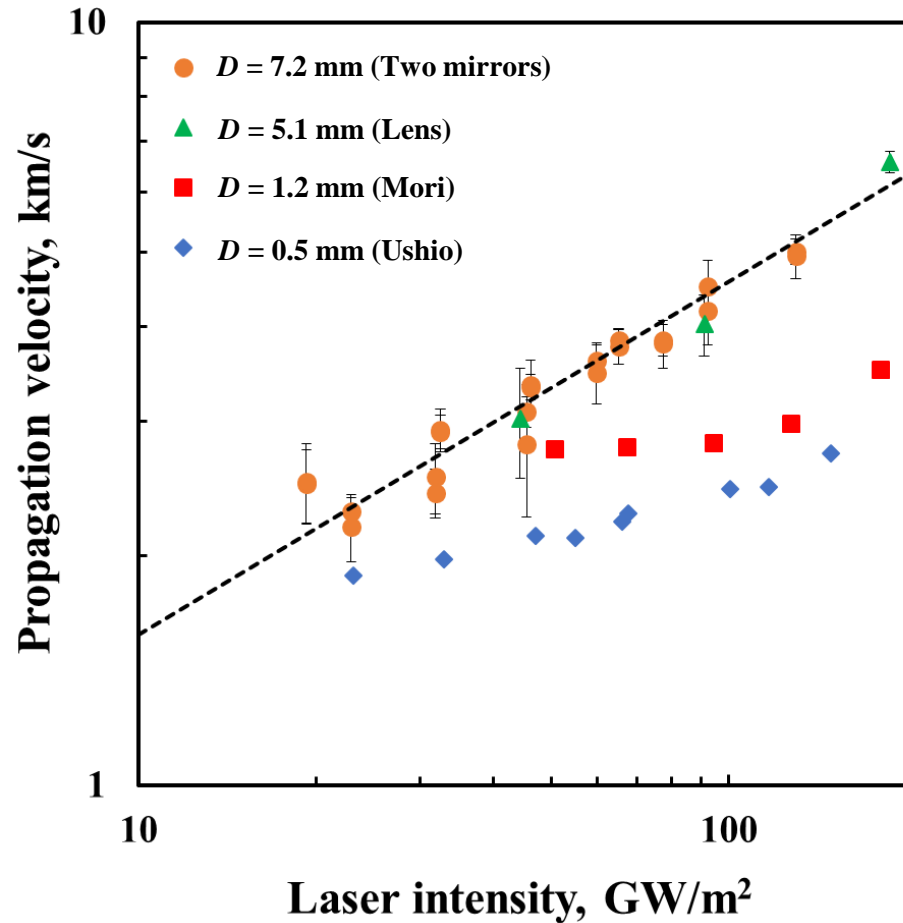 10
D = 7.2 mm (Two mirrors)
D = 5.1 mm (Lens)
D = 1.2 mm (Mori)
D = 0.5 mm (Ushio)
Propagation velocity, km/s
1
10
100
Laser intensity, GW/m²